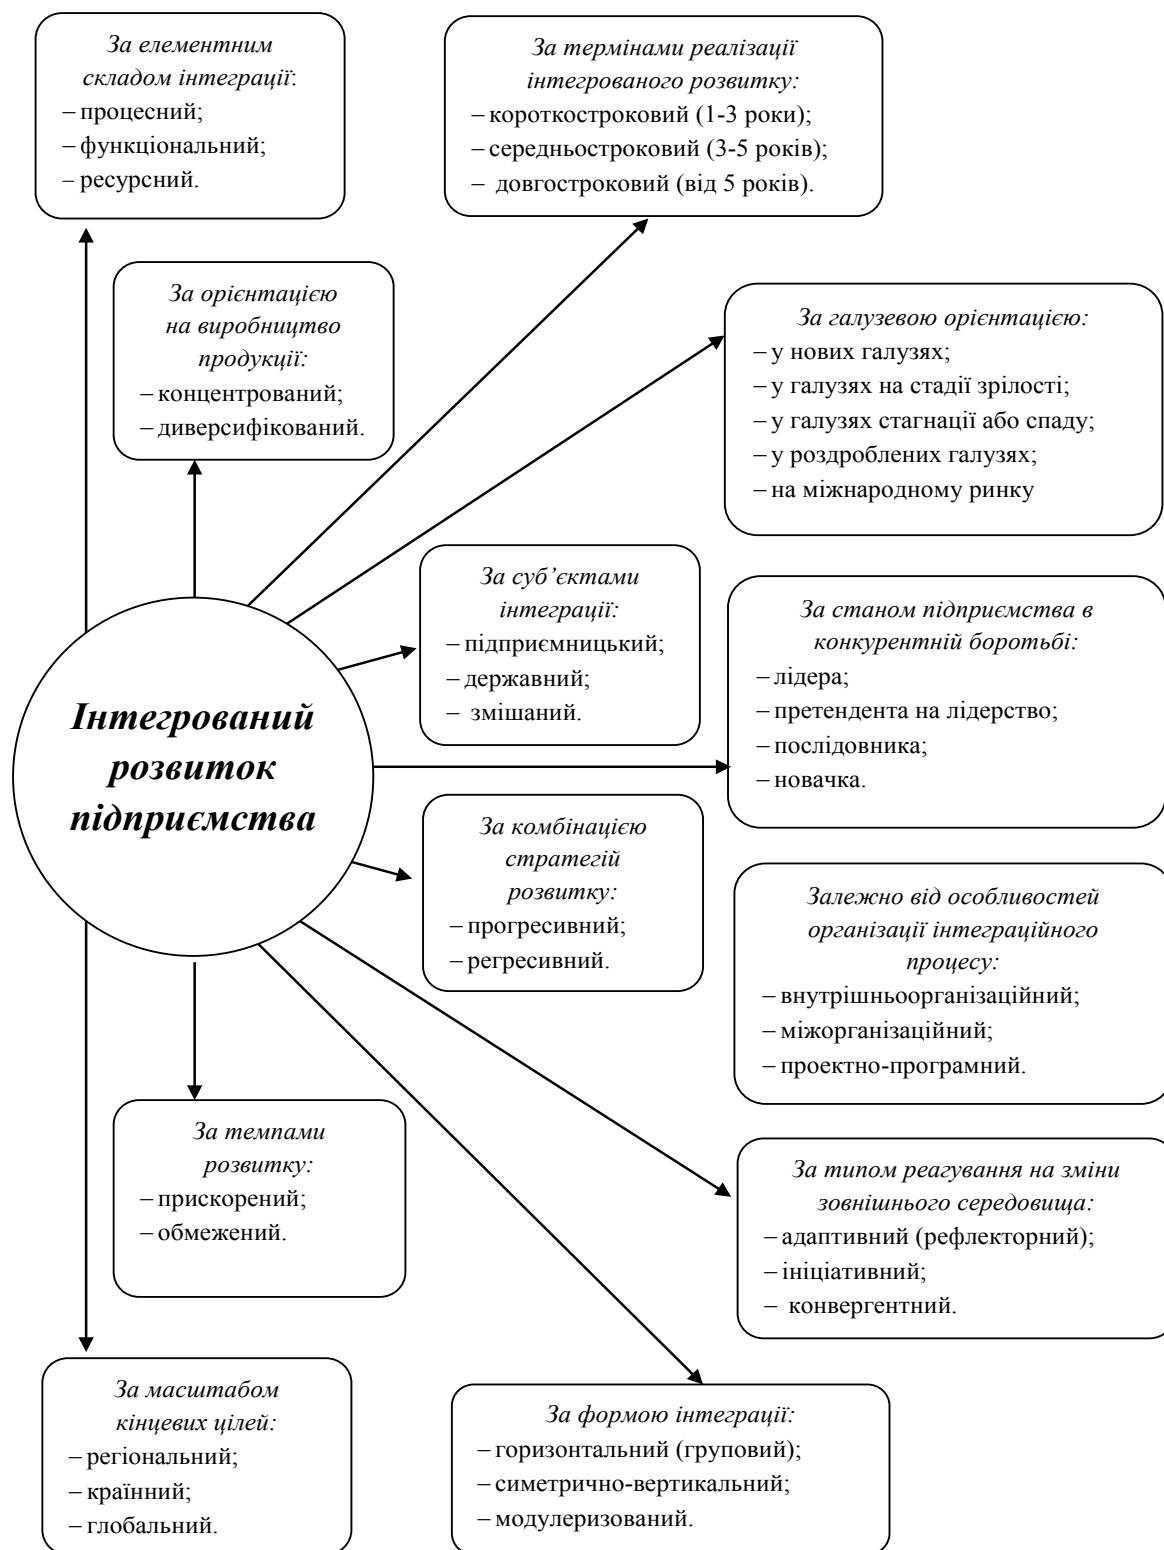 За елементним
складом інтеграції:
– процесний;
– функціональний;
– ресурсний.
За термінами реалізації
інтегрованого розвитку:
– короткостроковий (1-3 роки);
– середньостроковий (3-5 років);
– довгостроковий (від 5 років).
За орієнтацією
на виробництво
продукції:
– концентрований;
– диверсифікований.
За галузевою орієнтацією:
– у нових галузях;
– у галузях на стадії зрілості;
– у галузях стагнації або спаду;
– у роздроблених галузях;
– на міжнародному ринку
За суб’єктами
інтеграції:
– підприємницький;
– державний;
– змішаний.
За станом підприємства в
конкурентній боротьбі:
– лідера;
– претендента на лідерство;
– послідовника;
– новачка.
Інтегрований
розвиток
підприємства
За комбінацією
стратегій
розвитку:
– прогресивний;
– регресивний.
Залежно від особливостей
організації інтеграційного
процесу:
– внутрішньоорганізаційний;
– міжорганізаційний;
– проектно-програмний.
За темпами
розвитку:
– прискорений;
– обмежений.
За типом реагування на зміни
зовнішнього середовища:
– адаптивний (рефлекторний);
– ініціативний;
– конвергентний.
За масштабом
кінцевих цілей:
– регіональний;
– країнний;
– глобальний.
За формою інтеграції:
– горизонтальний (груповий);
– симетрично-вертикальний;
– модулеризований.